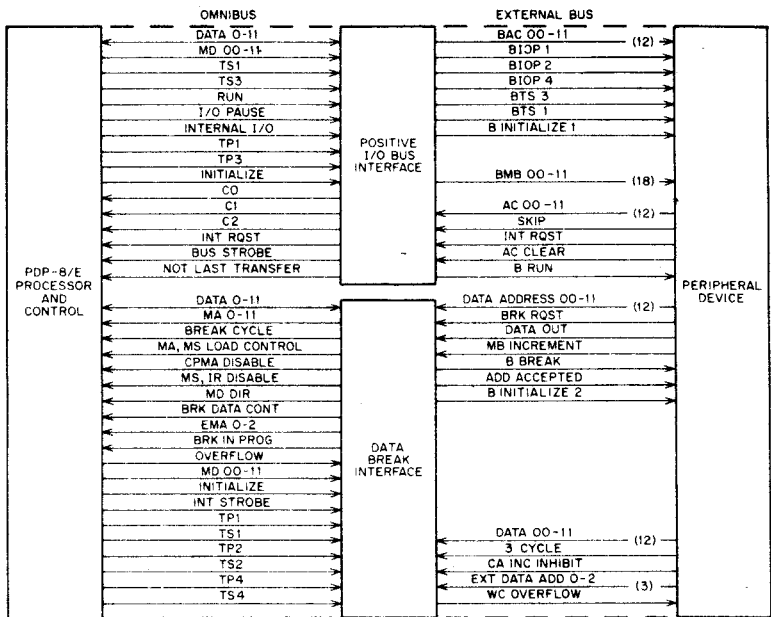 OMNIBUS
EXTERNAL BUS
DATA 0-11
MD 00-11
TS1
TS3
RUN
I/O PAUSE
INTERNAL I/O
TP1
TP3
INITIALIZE
C0
C1
C2
INT RQST
BUS STROBE
NOT LAST TRANSFER
POSITIVE
I/O BUS
INTERFACE
BAC 00-11
(12)
BIOP 1
BIOP 2
BIOP 4
BTS 3
BTS 1
B INITIALIZE 1
BMB 00-11
(18)
AC 00-11
(12)
SKIP
INT RQST
AC CLEAR
B RUN
PDP-8/E
PROCESSOR
AND
CONTROL
PERIPHERAL
DEVICE
DATA 0-11
MA 0-11
BREAK CYCLE
MA, MS LOAD CONTROL
CPMA DISABLE
MS, IR DISABLE
MD DIR
BRK DATA CONT
EMA 0-2
BRK IN PROG
OVERFLOW
MD 00-11
INITIALIZE
INT STROBE
TP1
TS1
TP2
TS2
TP4
TS4
DATA
BREAK
INTERFACE
DATA ADDRESS 00-11
(12)
BRK RQST
DATA OUT
MB INCREMENT
B BREAK
ADD ACCEPTED
B INITIALIZE 2
DATA 00-11
(12)
3 CYCLE
CA INC INHIBIT
EXT DATA ADD 0-2
(3)
WC OVERFLOW